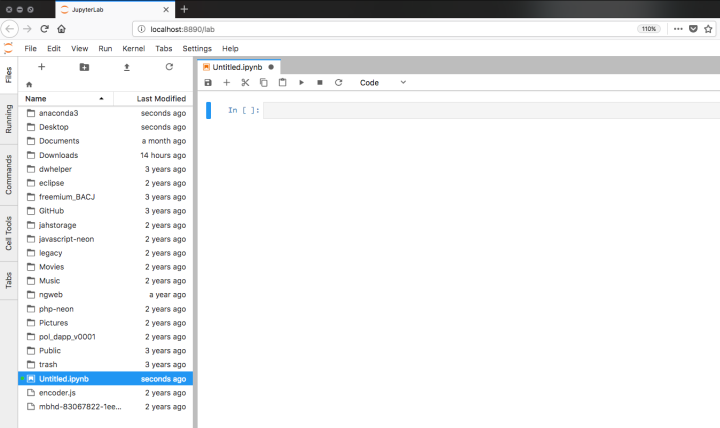 JupyterLab
localhost:8890/lab
110%
File Edit View Run Kernel Tabs Settings Help
Files
Running
Commands
Cell Tools
Tabs
Name Last Modified
anaconda3 seconds ago
Desktop seconds ago
Documents a month ago
Downloads 14 hours ago
dwhelper 3 years ago
eclipse 2 years ago
freemium_BACJ 3 years ago
GitHub 3 years ago
jahstorage 2 years ago
javascript-neon 2 years ago
legacy 2 years ago
Movies 2 years ago
Music 2 years ago
ngweb a year ago
php-neon 2 years ago
Pictures 2 years ago
pol_dapp_v0001 2 years ago
Public 3 years ago
trash 3 years ago
Untitled.ipynb seconds ago
encoder.js 2 years ago
mbhd-83067822-1ee... 2 years ago
Untitled.ipynb
Code
In [ ]: